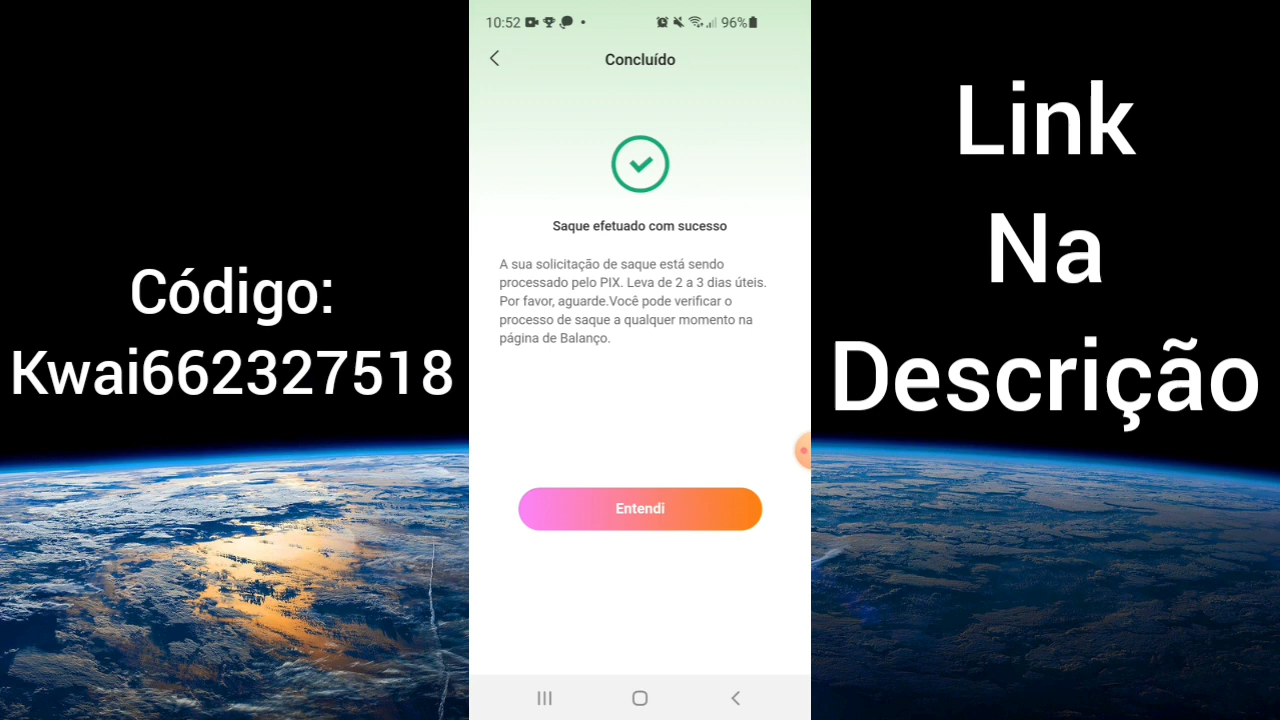 Código:
Kwai662327518
10:52
96%
Concluído
Saque efetuado com sucesso
A sua solicitação de saque está sendo
processado pelo PIX. Leva de 2 a 3 dias úteis.
Por favor, aguarde.Você pode verificar o
processo de saque a qualquer momento na
página de Balanço.
Entendi
Link
Na
Descrição